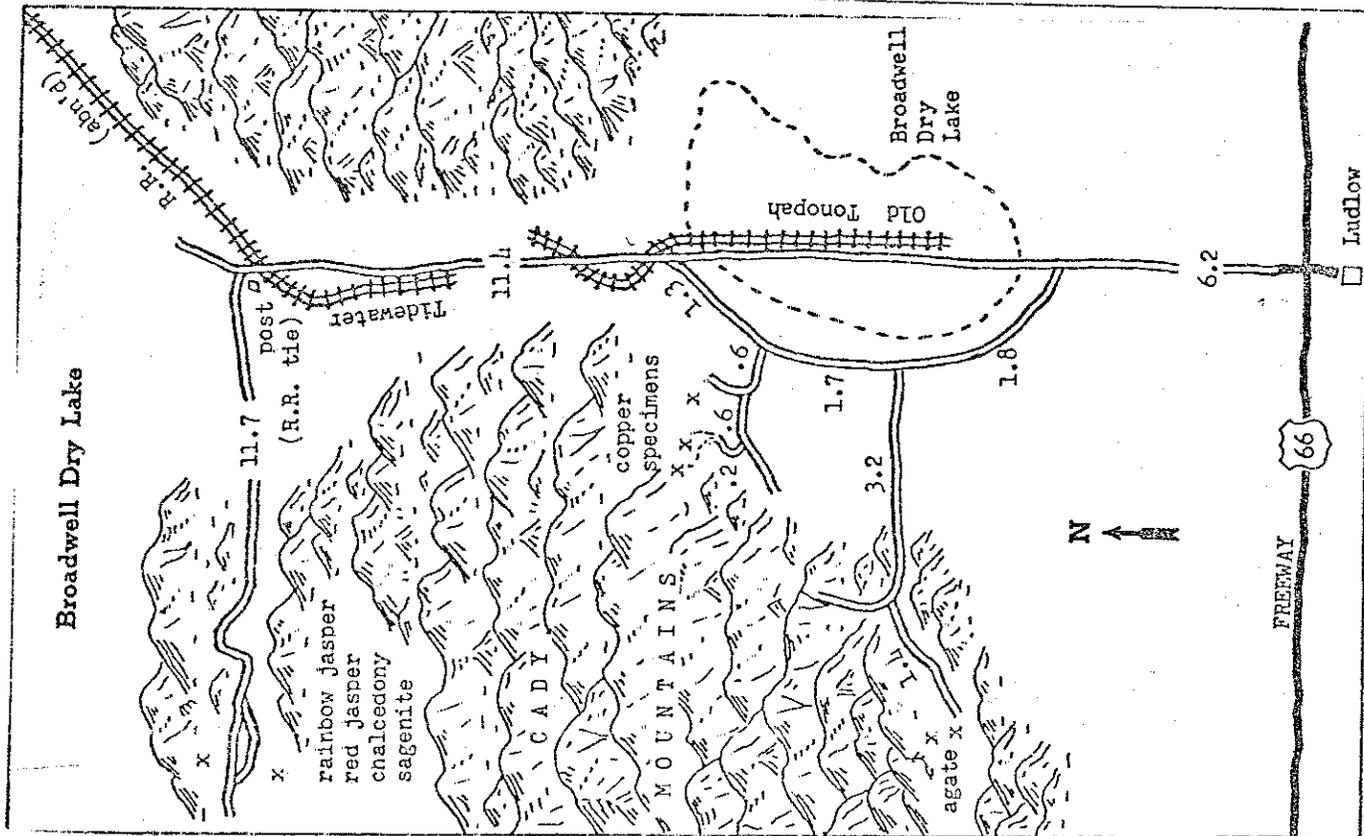 Broadwell Dry Lake
R.R. (abn'd)
11.7
post
(R.R. tie)
Tidewater
11.4
rainbow jasper
red jasper
chalcedony
sagenite
CADY
MOUNTAINS
copper
specimens
x
x
x
x
x
.2
.6
.6
1.3
Old Tonopah
Broadwell
Dry
Lake
1.7
1.8
3.2
agate x
x
N
6.2
FREEWAY
66
Ludlow